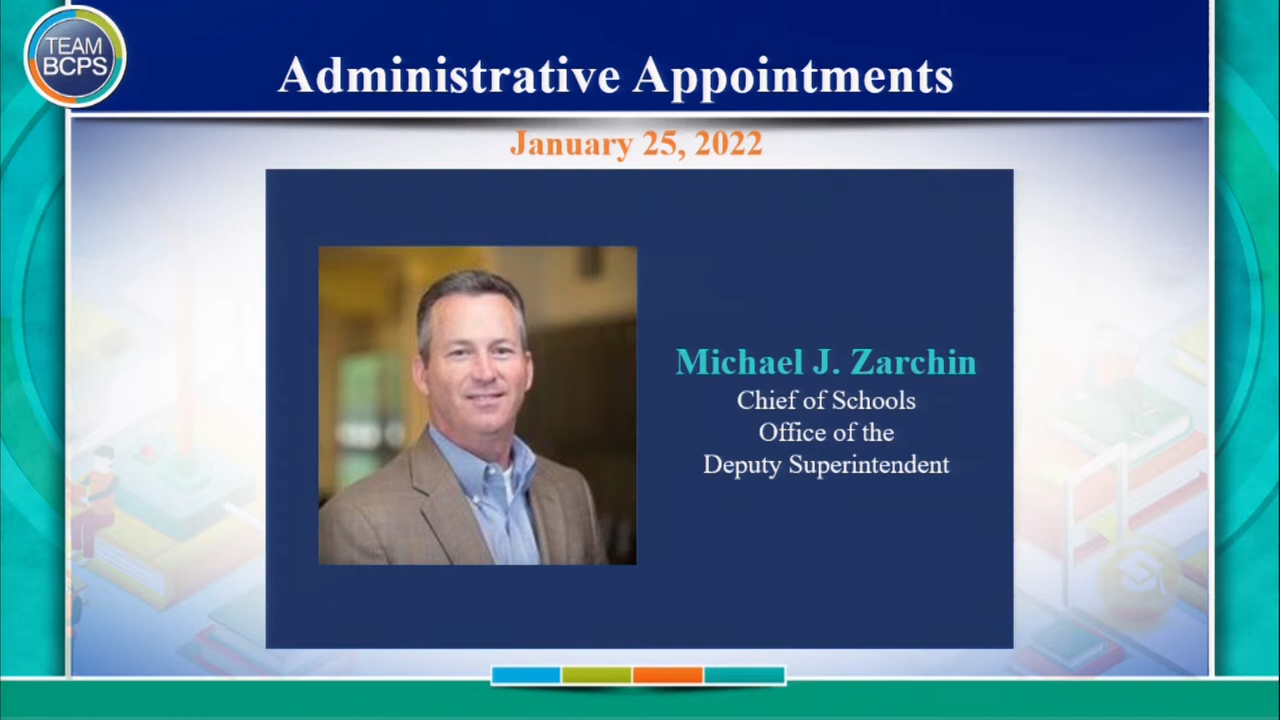 TEAM
BCPS
Administrative Appointments
January 25, 2022
Michael J. Zarchin
Chief of Schools
Office of the
Deputy Superintendent